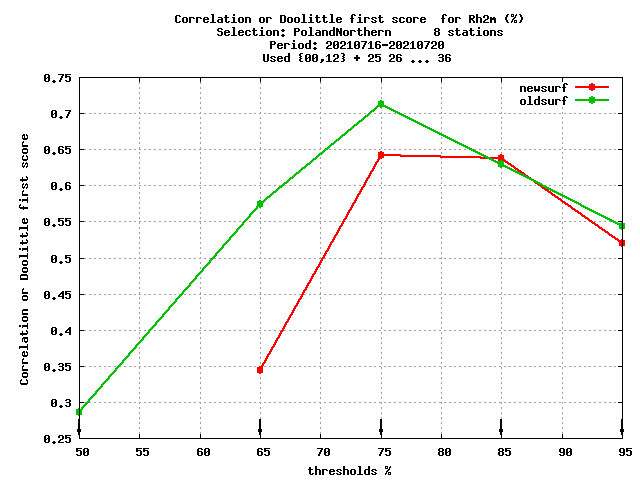 Correlation or Doolittle first score  for Rh2m (%)
Selection: PolandNorthern      8 stations
Period: 20210716-20210720
Used {00,12} + 25 26 ... 36
newsurf
oldsurf
Correlation or Doolittle first score
0.75
0.7
0.65
0.6
0.55
0.5
0.45
0.4
0.35
0.3
0.25
50 55 60 65 70 75 80 85 90 95
thresholds %